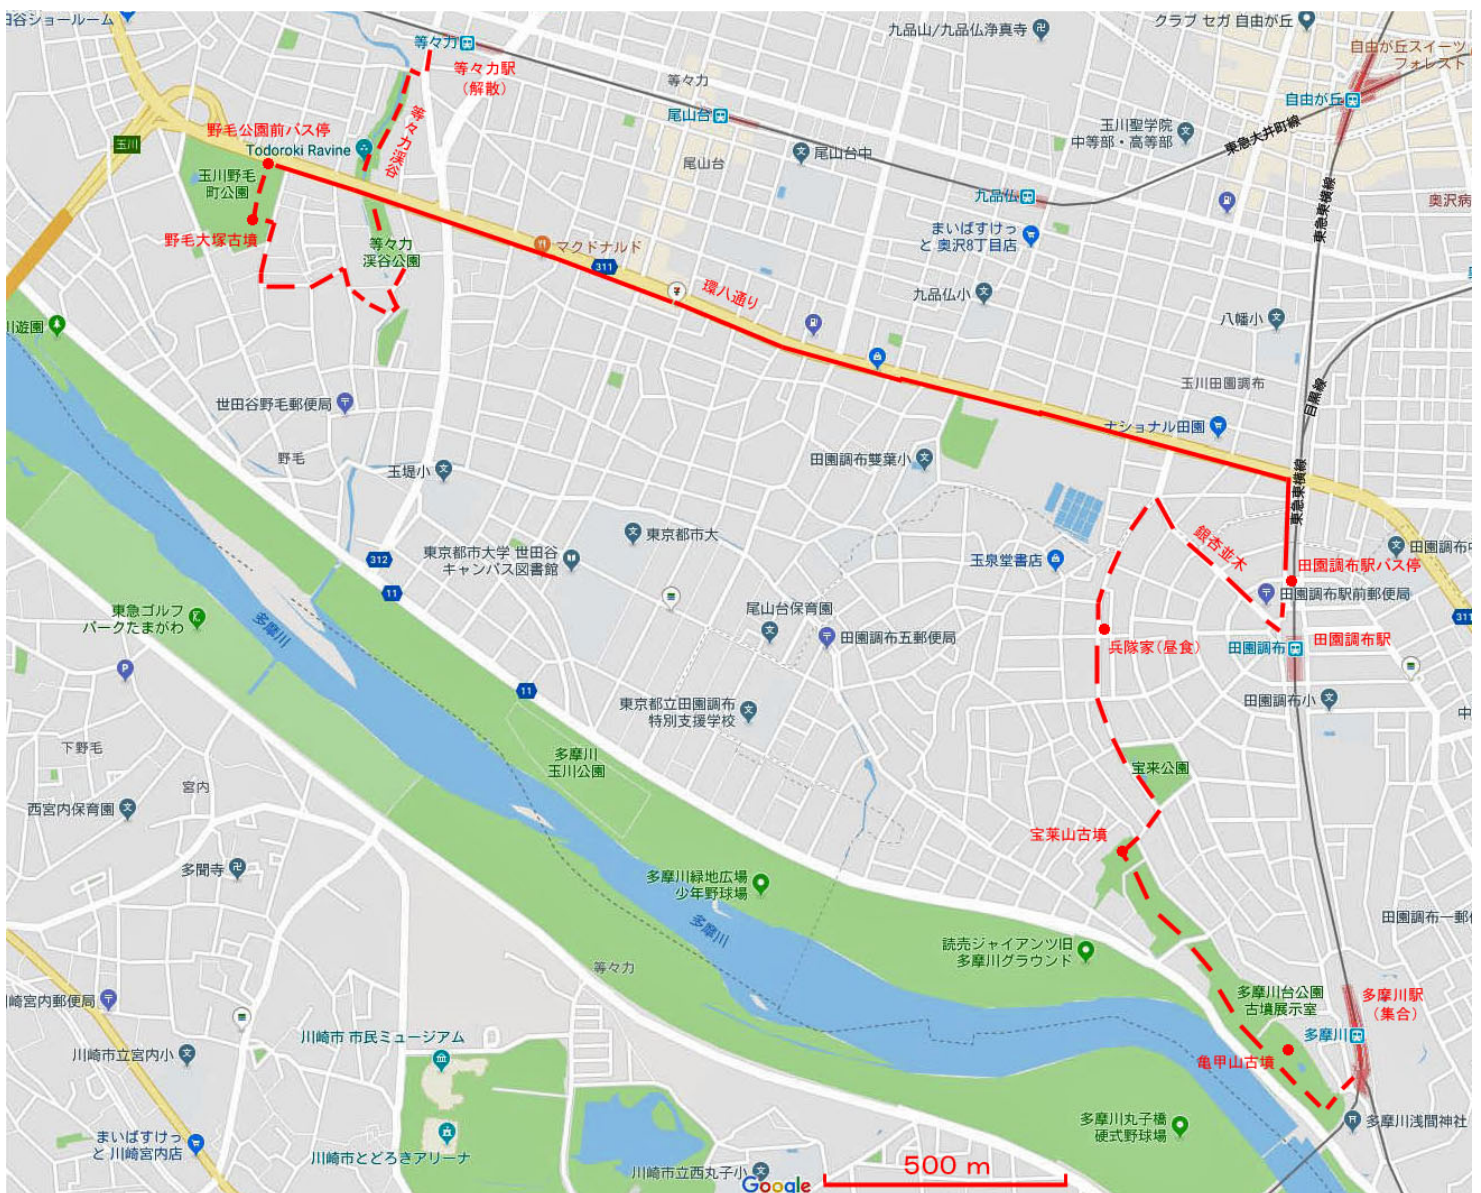 谷ショールーム
等々力
等々力駅
(解散)
九品山/九品仏浄真寺
クラブ セガ 自由が丘
自由が丘スイーツ
フォレスト
等々力
自由が丘
尾山台
玉川聖学院
中等部・高等部
東急大井町線
玉川
野毛公園前バス停
Todoroki Ravine
等々力渓谷
尾山台中
尾山台
玉川野毛
町公園
九品仏
東急東横線
奥沢病
野毛大塚古墳
等々力
渓谷公園
マクドナルド
まいばすけっ
と 奥沢8丁目店
311
環八通り
九品仏小
八幡小
川遊園
目黒線
玉川田園調布
世田谷野毛郵便局
ナショナル田園
野毛
玉堤小
田園調布雙葉小
東急東横線
東京都市大
銀杏並木
312
東京都市大学 世田谷
キャンパス図書館
玉泉堂書店
田園調布中
田園調布駅バス停
11
田園調布駅前郵便局
東急ゴルフ
パークたまがわ
多摩川
尾山台保育園
田園調布五郵便局
兵隊家(昼食)
田園調布
田園調布駅
311
11
東京都立田園調布
特別支援学校
田園調布小
中
下野毛
多摩川
玉川公園
宝来公園
宮内
西宮内保育園
宝莱山古墳
多聞寺
多摩川緑地広場
少年野球場
田園調布一郵便
多摩川
読売ジャイアンツ旧
多摩川グラウンド
等々力
川崎宮内郵便局
多摩川台公園
古墳展示室
多摩川駅
(集合)
川崎市 市民ミュージアム
多摩川
川崎市立宮内小
亀甲山古墳
多摩川丸子橋
硬式野球場
多摩川浅間神社
まいばすけっ
と 川崎宮内店
川崎市とどろきアリーナ
川崎市立西丸子小
Google
500 m